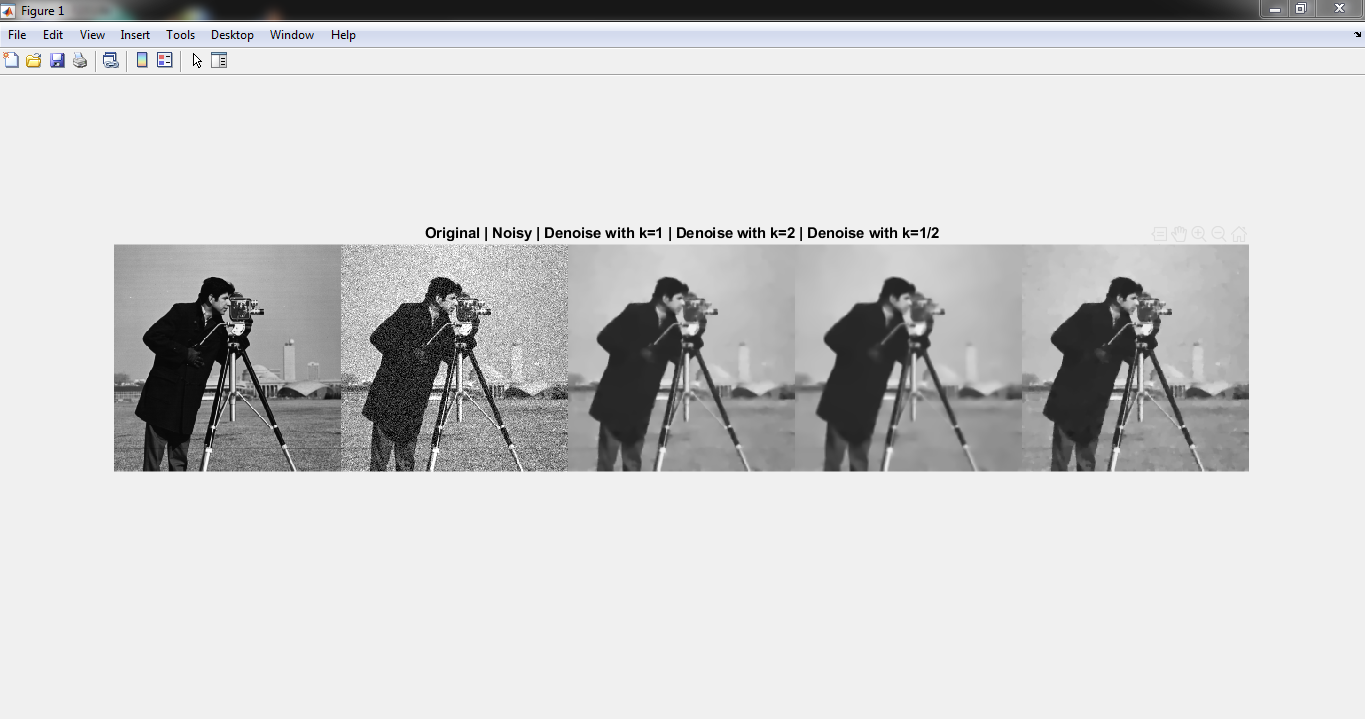 Figure 1
File Edit View Insert Tools Desktop Window Help
Original | Noisy | Denoise with k=1 | Denoise with k=2 | Denoise with k=1/2